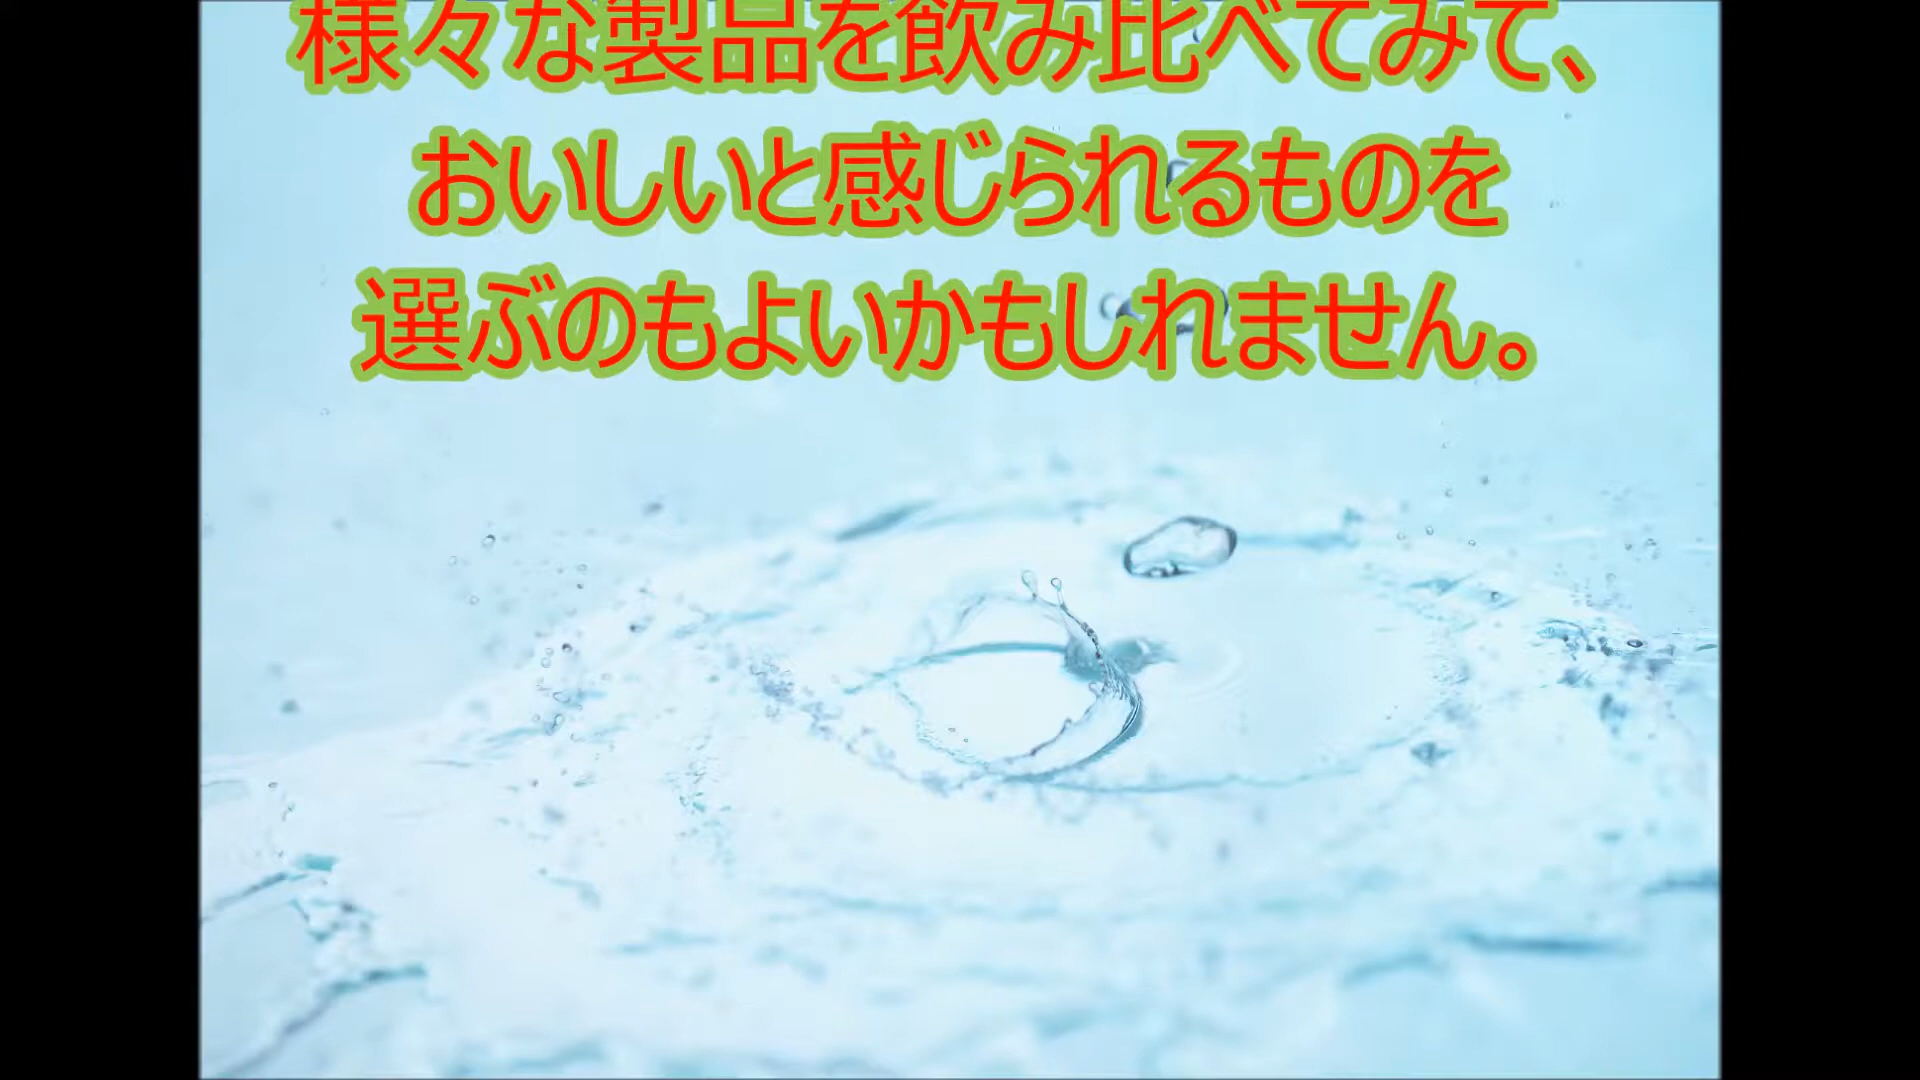 様々な製品を飲み比べてみて、
おいしいと感じられるものを
選ぶのもよいかもしれません。